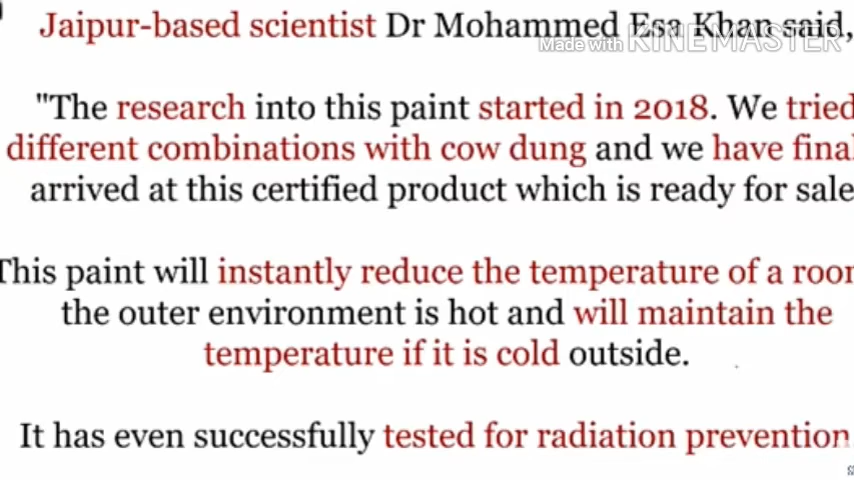 Jaipur-based scientist Dr Mohammed Esa Khan said,
Made with KINEMASTER
"The research into this paint started in 2018. We tried
different combinations with cow dung and we have final
arrived at this certified product which is ready for sale
This paint will instantly reduce the temperature of a room
the outer environment is hot and will maintain the
temperature if it is cold outside.
It has even successfully tested for radiation prevention